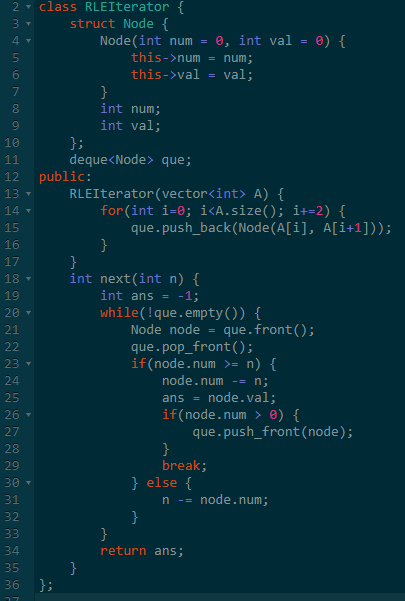 2 class RLEIterator {
3     struct Node {
4         Node(int num = 0, int val = 0) {
5             this->num = num;
6             this->val = val;
7         }
8         int num;
9         int val;
10     };
11     deque<Node> que;
12 public:
13     RLEIterator(vector<int> A) {
14         for(int i=0; i<A.size(); i+=2) {
15             que.push_back(Node(A[i], A[i+1]));
16         }
17     }
18     int next(int n) {
19         int ans = -1;
20         while(!que.empty()) {
21             Node node = que.front();
22             que.pop_front();
23             if(node.num >= n) {
24                 node.num -= n;
25                 ans = node.val;
26                 if(node.num > 0) {
27                     que.push_front(node);
28                 }
29                 break;
30             } else {
31                 n -= node.num;
32             }
33         }
34         return ans;
35     }
36 };
37